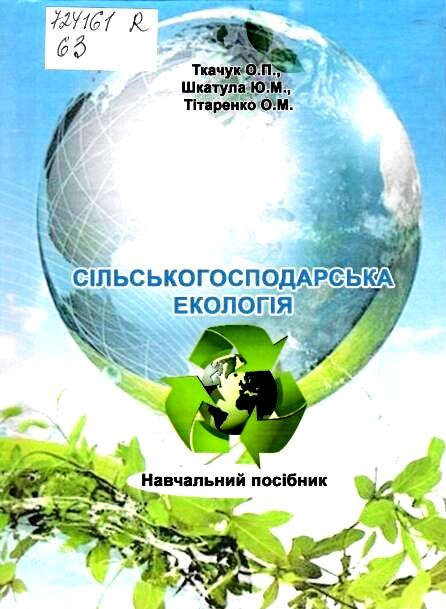 724161 R
63
Ткачук О.П.,
Шкатула Ю.М.,
Тітаренко О.М.
СІЛЬСЬКОГОСПОДАРСЬКА
ЕКОЛОГІЯ
Навчальний посібник